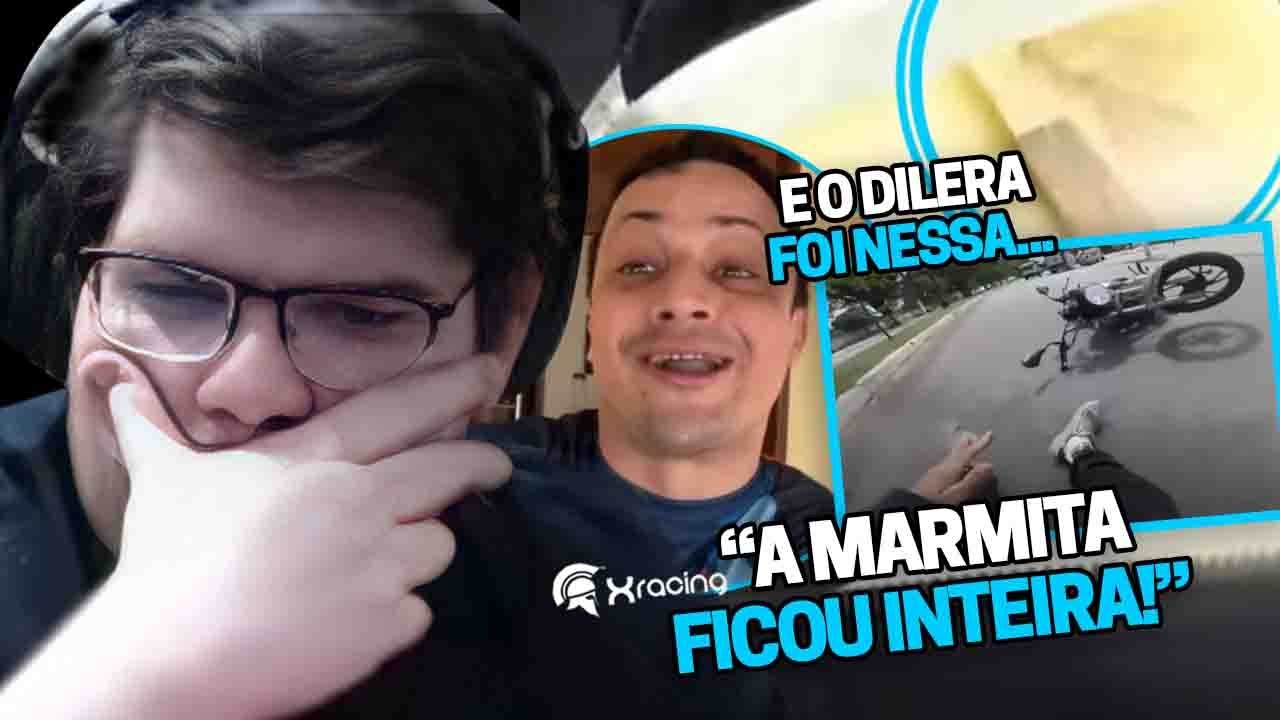 E O DILERA
FOI NESSA...
Xracing
“A MARMITA
FICOU INTEIRA!”